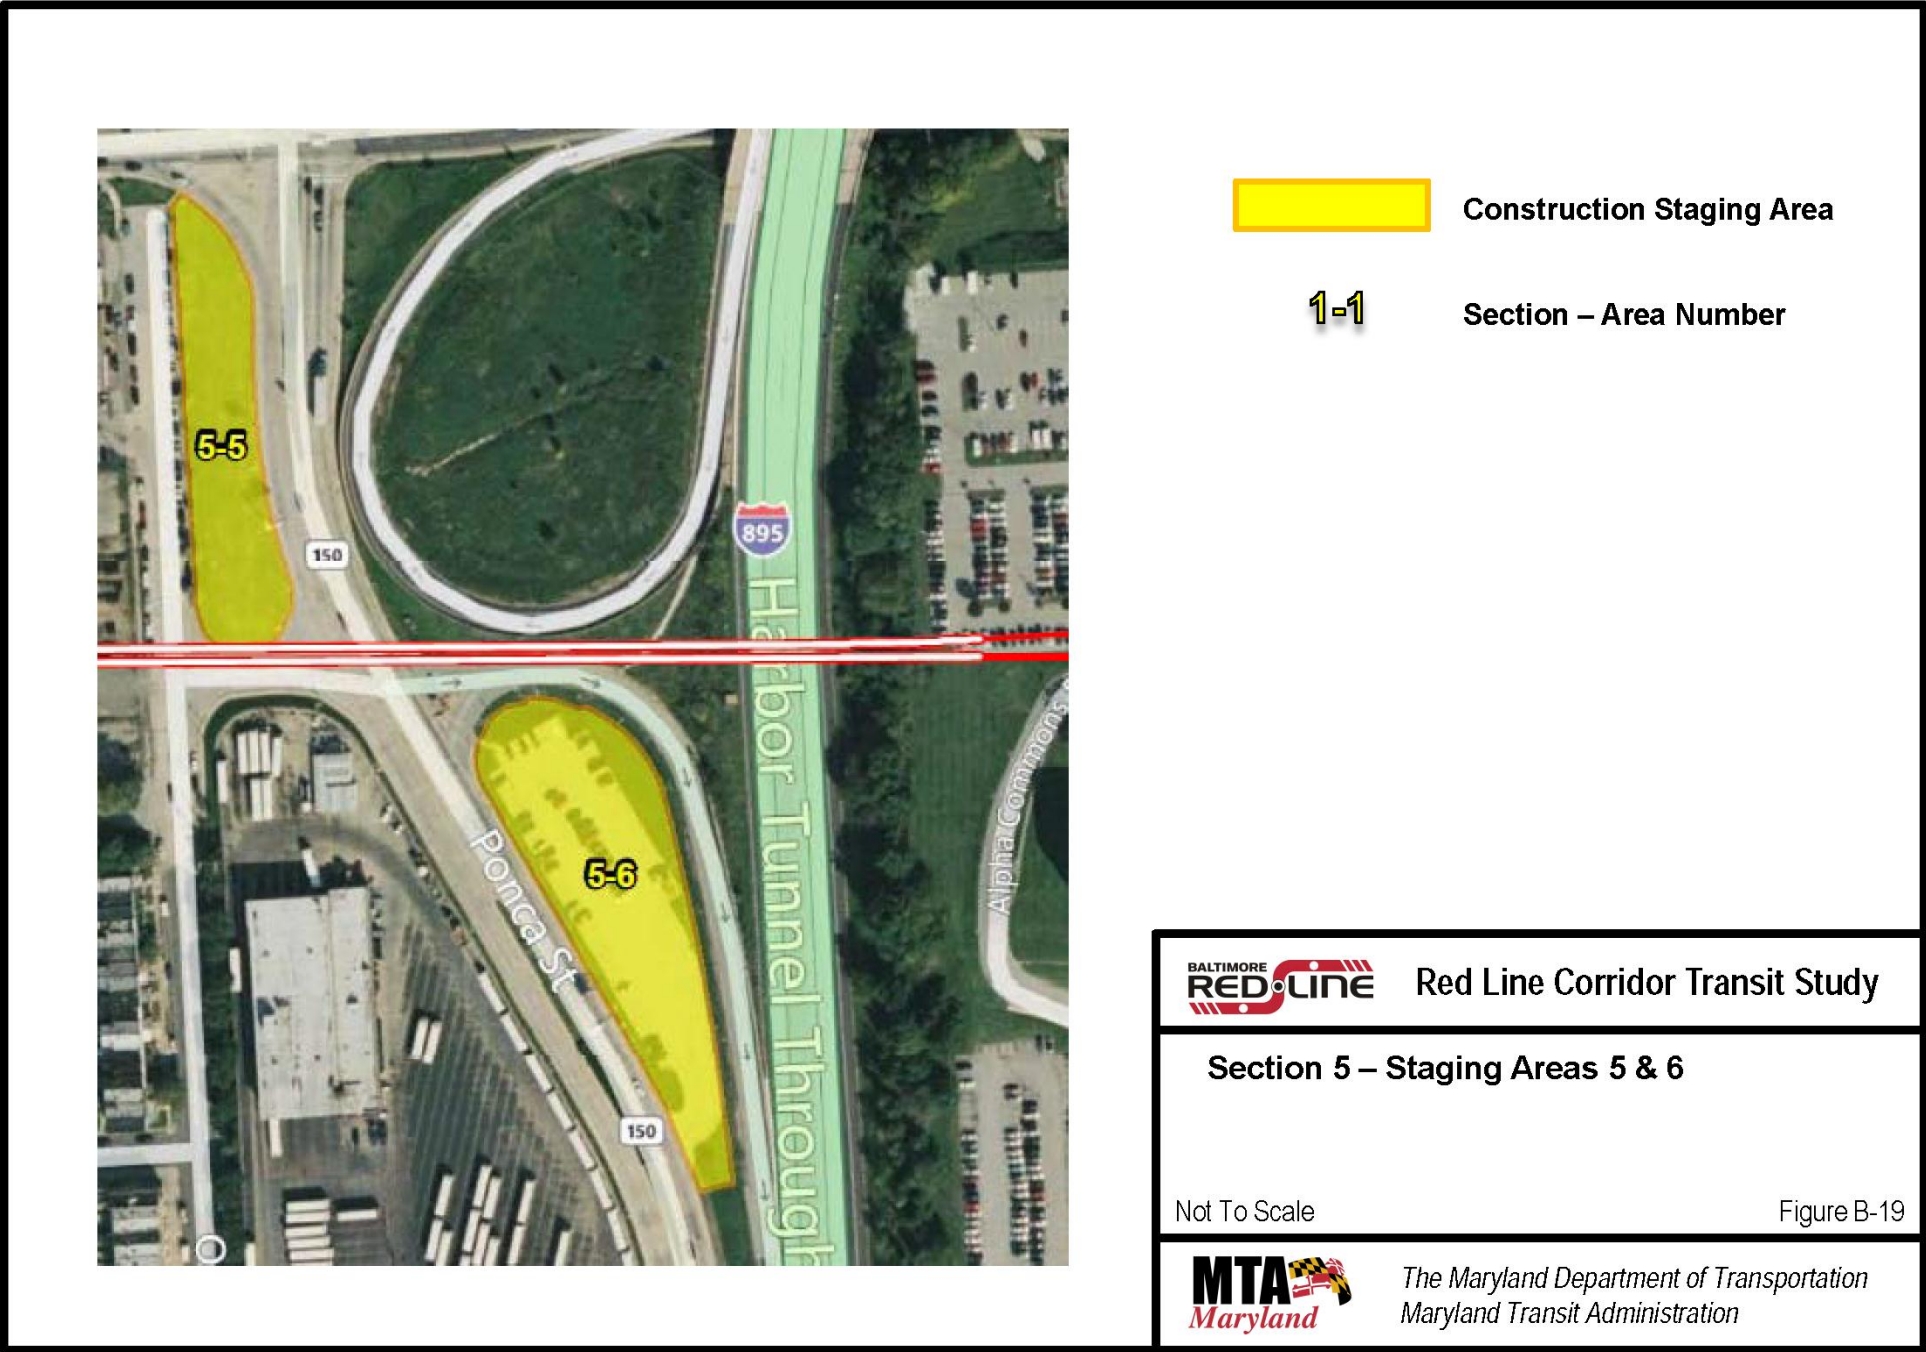 Construction Staging Area
1-1
Section – Area Number
5-5
150
895
Harbor Tunnel Through
Alpha Commons
Ponca St
5-6
150
BALTIMORE
RED LINE
Red Line Corridor Transit Study
Section 5 – Staging Areas 5 & 6
Not To Scale
Figure B-19
MTA
Maryland
The Maryland Department of Transportation
Maryland Transit Administration